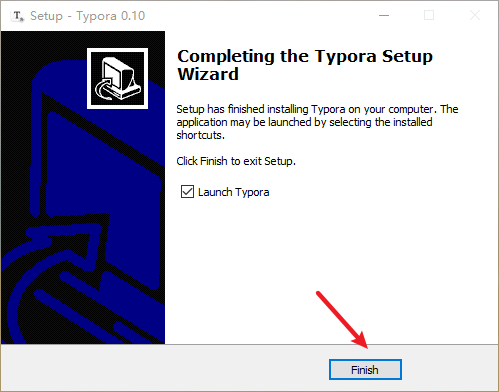 Setup - Typora 0.10
Completing the Typora Setup
Wizard
Setup has finished installing Typora on your computer. The
application may be launched by selecting the installed
shortcuts.
Click Finish to exit Setup.
Launch Typora
Finish